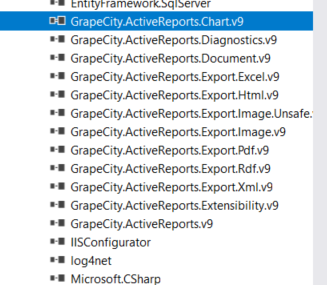 EntityFramework.SqlServer
GrapeCity.ActiveReports.Chart.v9
GrapeCity.ActiveReports.Diagnostics.v9
GrapeCity.ActiveReports.Document.v9
GrapeCity.ActiveReports.Export.Excel.v9
GrapeCity.ActiveReports.Export.Html.v9
GrapeCity.ActiveReports.Export.Image.Unsafe.
GrapeCity.ActiveReports.Export.Image.v9
GrapeCity.ActiveReports.Export.Pdf.v9
GrapeCity.ActiveReports.Export.Rdf.v9
GrapeCity.ActiveReports.Export.Xml.v9
GrapeCity.ActiveReports.Extensibility.v9
GrapeCity.ActiveReports.v9
IISConfigurator
log4net
Microsoft.CSharp